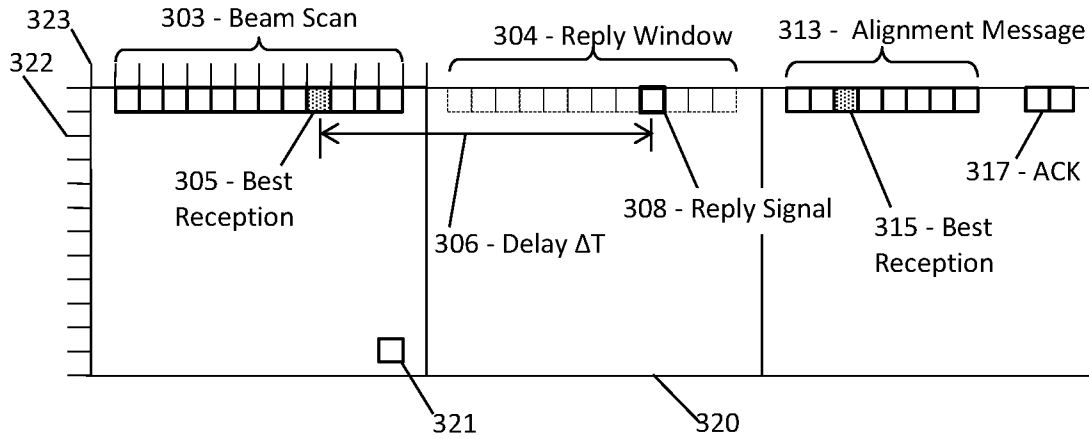 323
303 - Beam Scan
304 - Reply Window
313 - Alignment Message
322
305 - Best
Reception
306 - Delay ΔT
308 - Reply Signal
315 - Best
Reception
317 - ACK
321
320